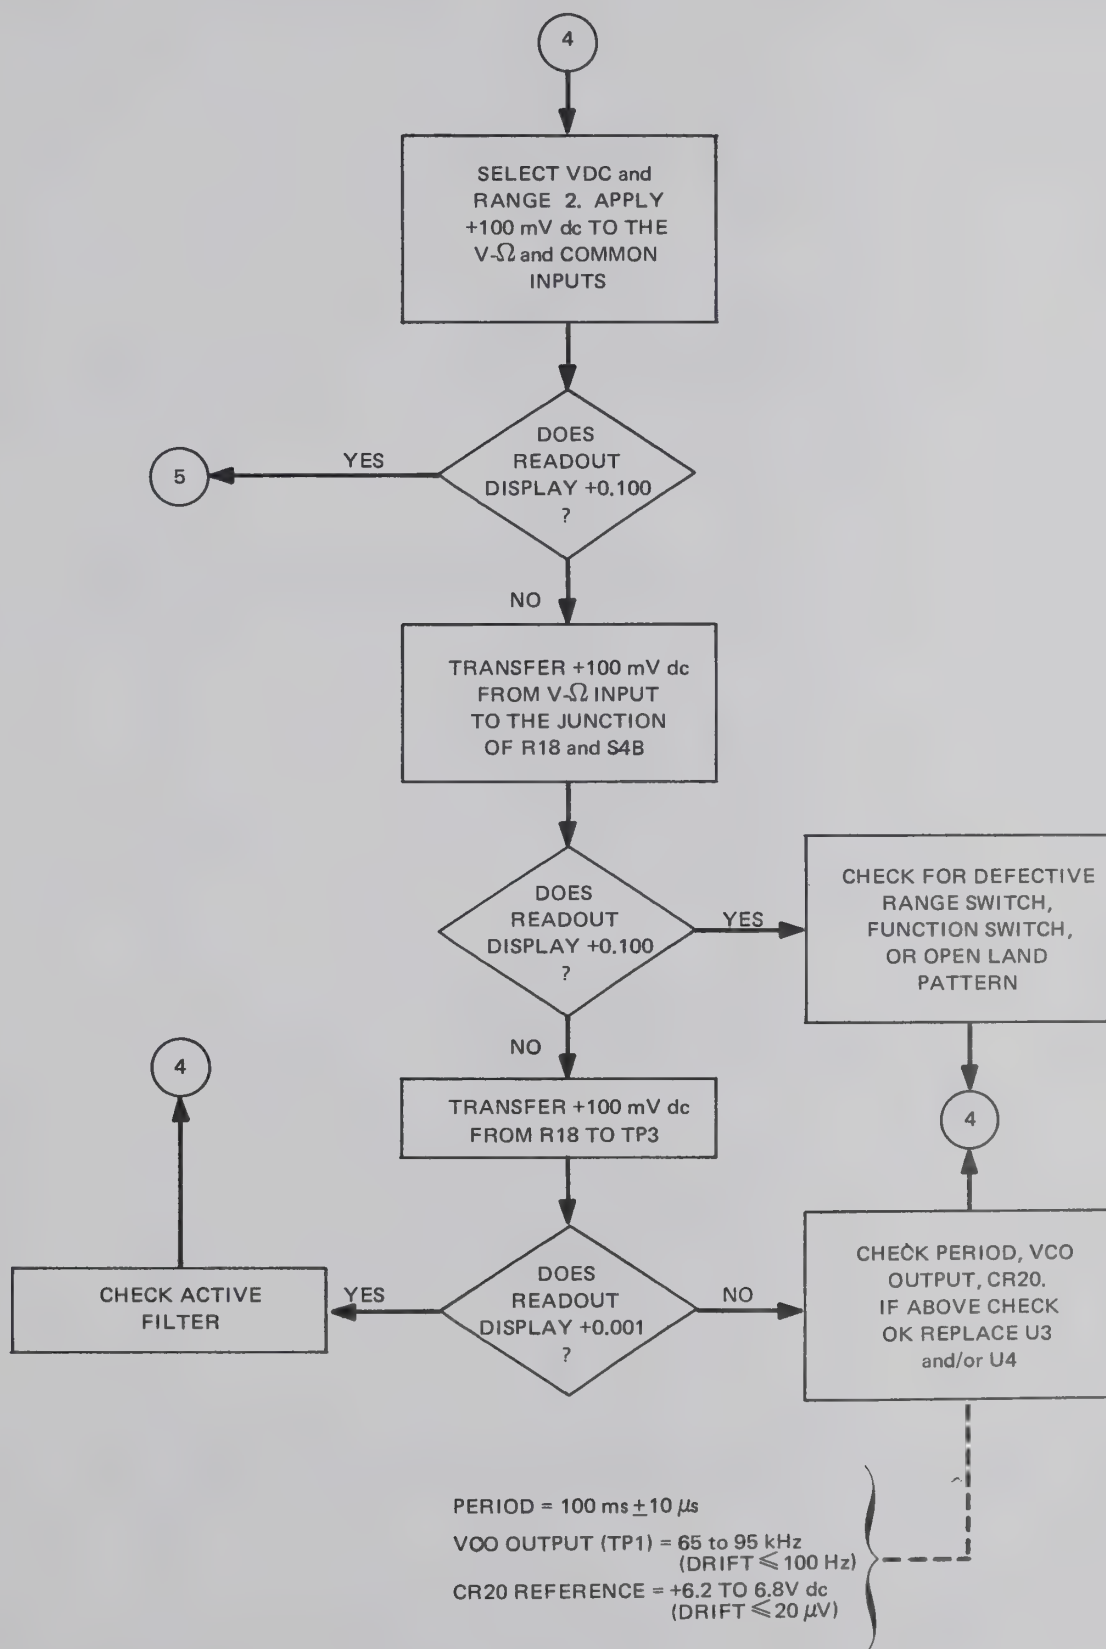 4
SELECT VDC and
RANGE 2. APPLY
+100 mV dc TO THE
V-Ω and COMMON
INPUTS
DOES
READOUT
DISPLAY +0.100
?
YES
5
NO
TRANSFER +100 mV dc
FROM V-Ω INPUT
TO THE JUNCTION
OF R18 and S4B
DOES
READOUT
DISPLAY +0.100
?
YES
CHECK FOR DEFECTIVE
RANGE SWITCH,
FUNCTION SWITCH,
OR OPEN LAND
PATTERN
4
NO
4
TRANSFER +100 mV dc
FROM R18 TO TP3
DOES
READOUT
DISPLAY +0.001
?
YES
CHECK ACTIVE
FILTER
NO
CHECK PERIOD, VCO
OUTPUT, CR20.
IF ABOVE CHECK
OK REPLACE U3
and/or U4
PERIOD = 100 ms ± 10 μs
VCO OUTPUT (TP1) = 65 to 95 kHz
(DRIFT ⩽ 100 Hz)
CR20 REFERENCE = +6.2 TO 6.8V dc
(DRIFT ⩽ 20 μV)